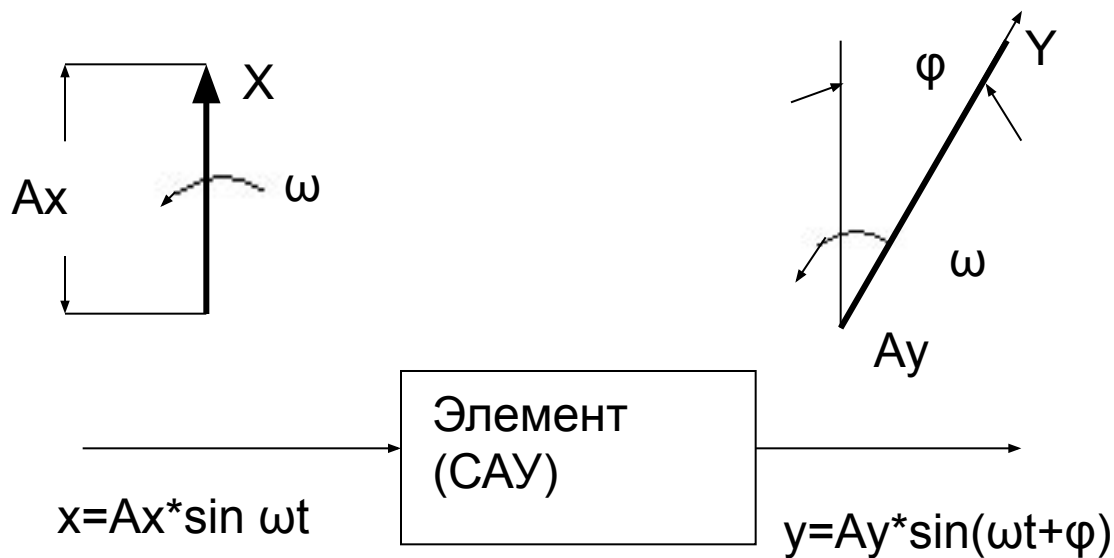 X
Ax
ω
φ
Y
ω
Ay
Элемент
(САУ)
x=Ax*sin ωt
y=Ay*sin(ωt+φ)